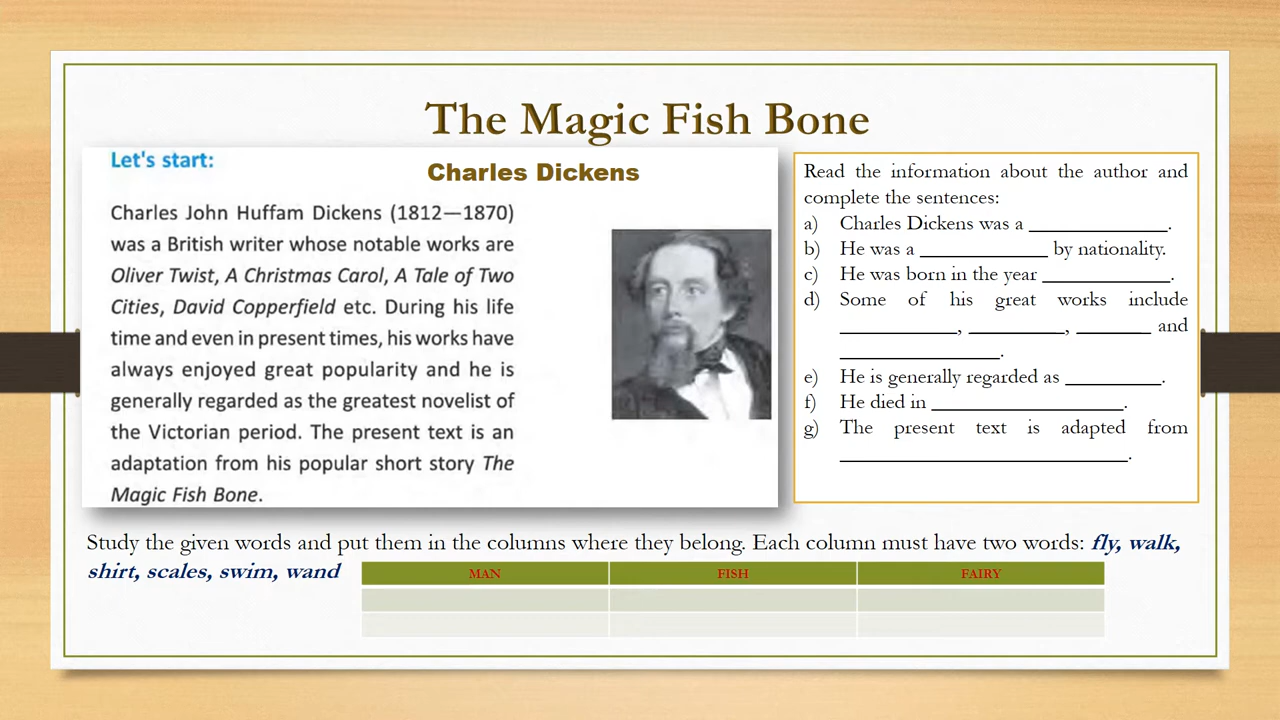 The Magic Fish Bone
Let's start:
Charles Dickens
Charles John Huffam Dickens (1812—1870)
was a British writer whose notable works are
Oliver Twist, A Christmas Carol, A Tale of Two
Cities, David Copperfield etc. During his life
time and even in present times, his works have
always enjoyed great popularity and he is
generally regarded as the greatest novelist of
the Victorian period. The present text is an
adaptation from his popular short story The
Magic Fish Bone.
Read the information about the author and
complete the sentences:
a) Charles Dickens was a ______________.
b) He was a _____________ by nationality.
c) He was born in the year _____________.
d) Some of his great works include
____________, __________, ________ and
________________.
e) He is generally regarded as __________.
f) He died in ____________________.
g) The present text is adapted from
______________________________.
Study the given words and put them in the columns where they belong. Each column must have two words: fly, walk,
shirt, scales, swim, wand
MAN FISH FAIRY